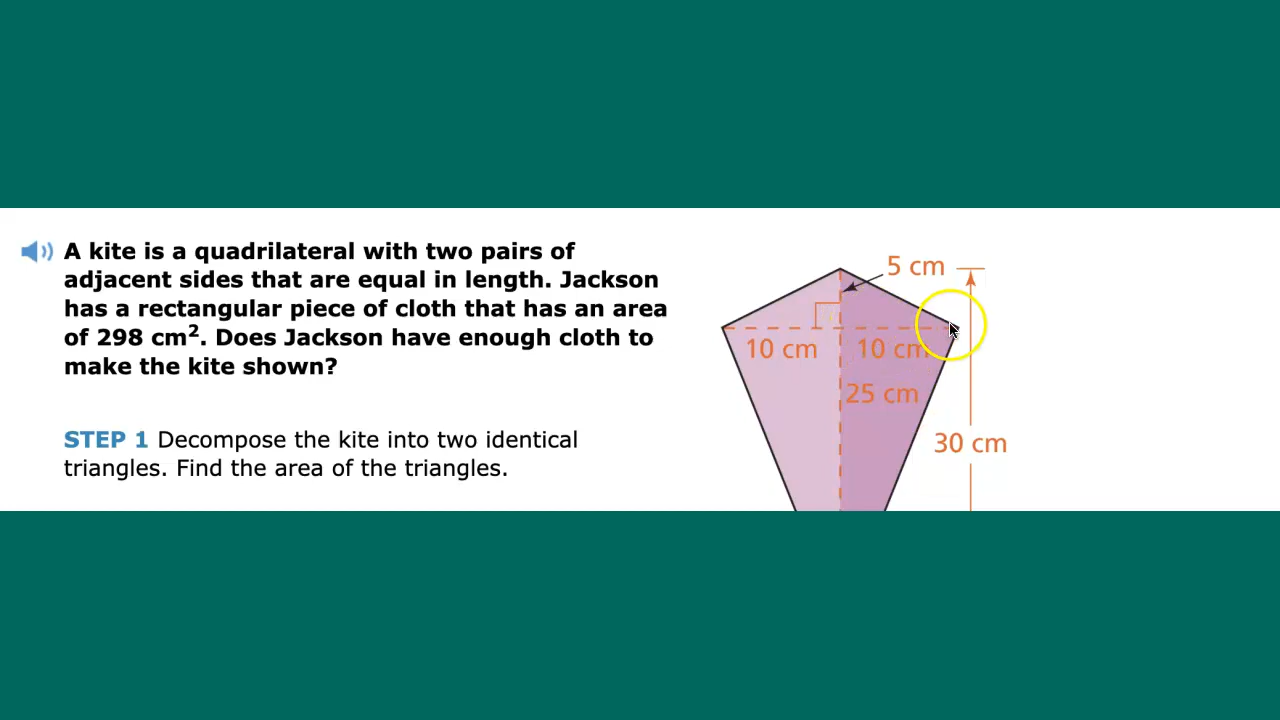 A kite is a quadrilateral with two pairs of
adjacent sides that are equal in length. Jackson
has a rectangular piece of cloth that has an area
of 298 cm². Does Jackson have enough cloth to
make the kite shown?
STEP 1 Decompose the kite into two identical
triangles. Find the area of the triangles.
5 cm
10 cm
10 cm
25 cm
30 cm